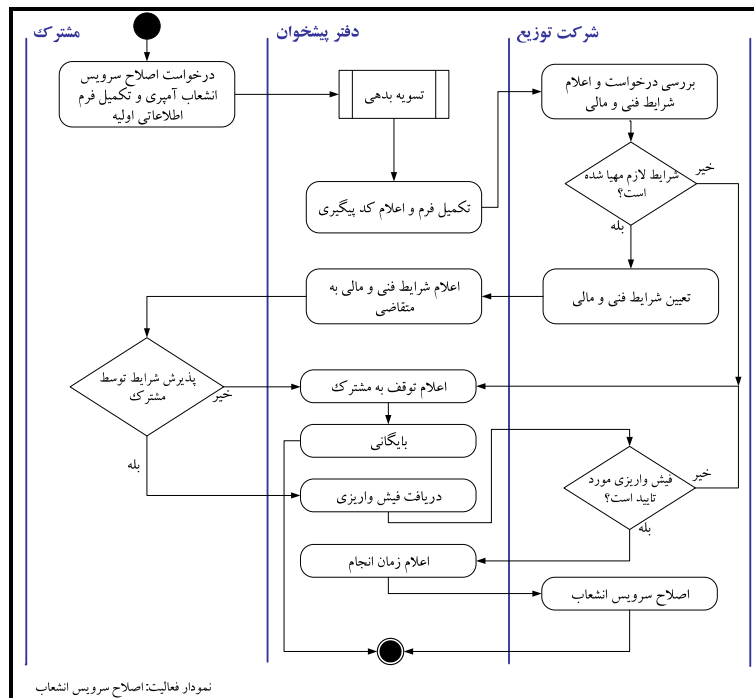 مشترك
دفتر پیشخوان
شرکت توزیع
درخواست اصلاح سرویس
انشعاب آمپری و تکمیل فرم
اطلاعاتی اولیه
تسویه بدهی
بررسی درخواست و اعلام
شرایط فنی و مالی
شرایط لازم مهیا شده
است؟
خیر
بله
تکمیل فرم و اعلام کد پیگیری
تعیین شرایط فنی و مالی
اعلام شرایط فنی و مالی به
متقاضی
پذیرش شرایط توسط
مشترك
خیر
بله
اعلام توقف به مشترك
بایگانی
دریافت فیش واریزی
فیش واریزی مورد
تایید است؟
خیر
بله
اعلام زمان انجام
اصلاح سرویس انشعاب
نمودار فعالیت: اصلاح سرویس انشعاب